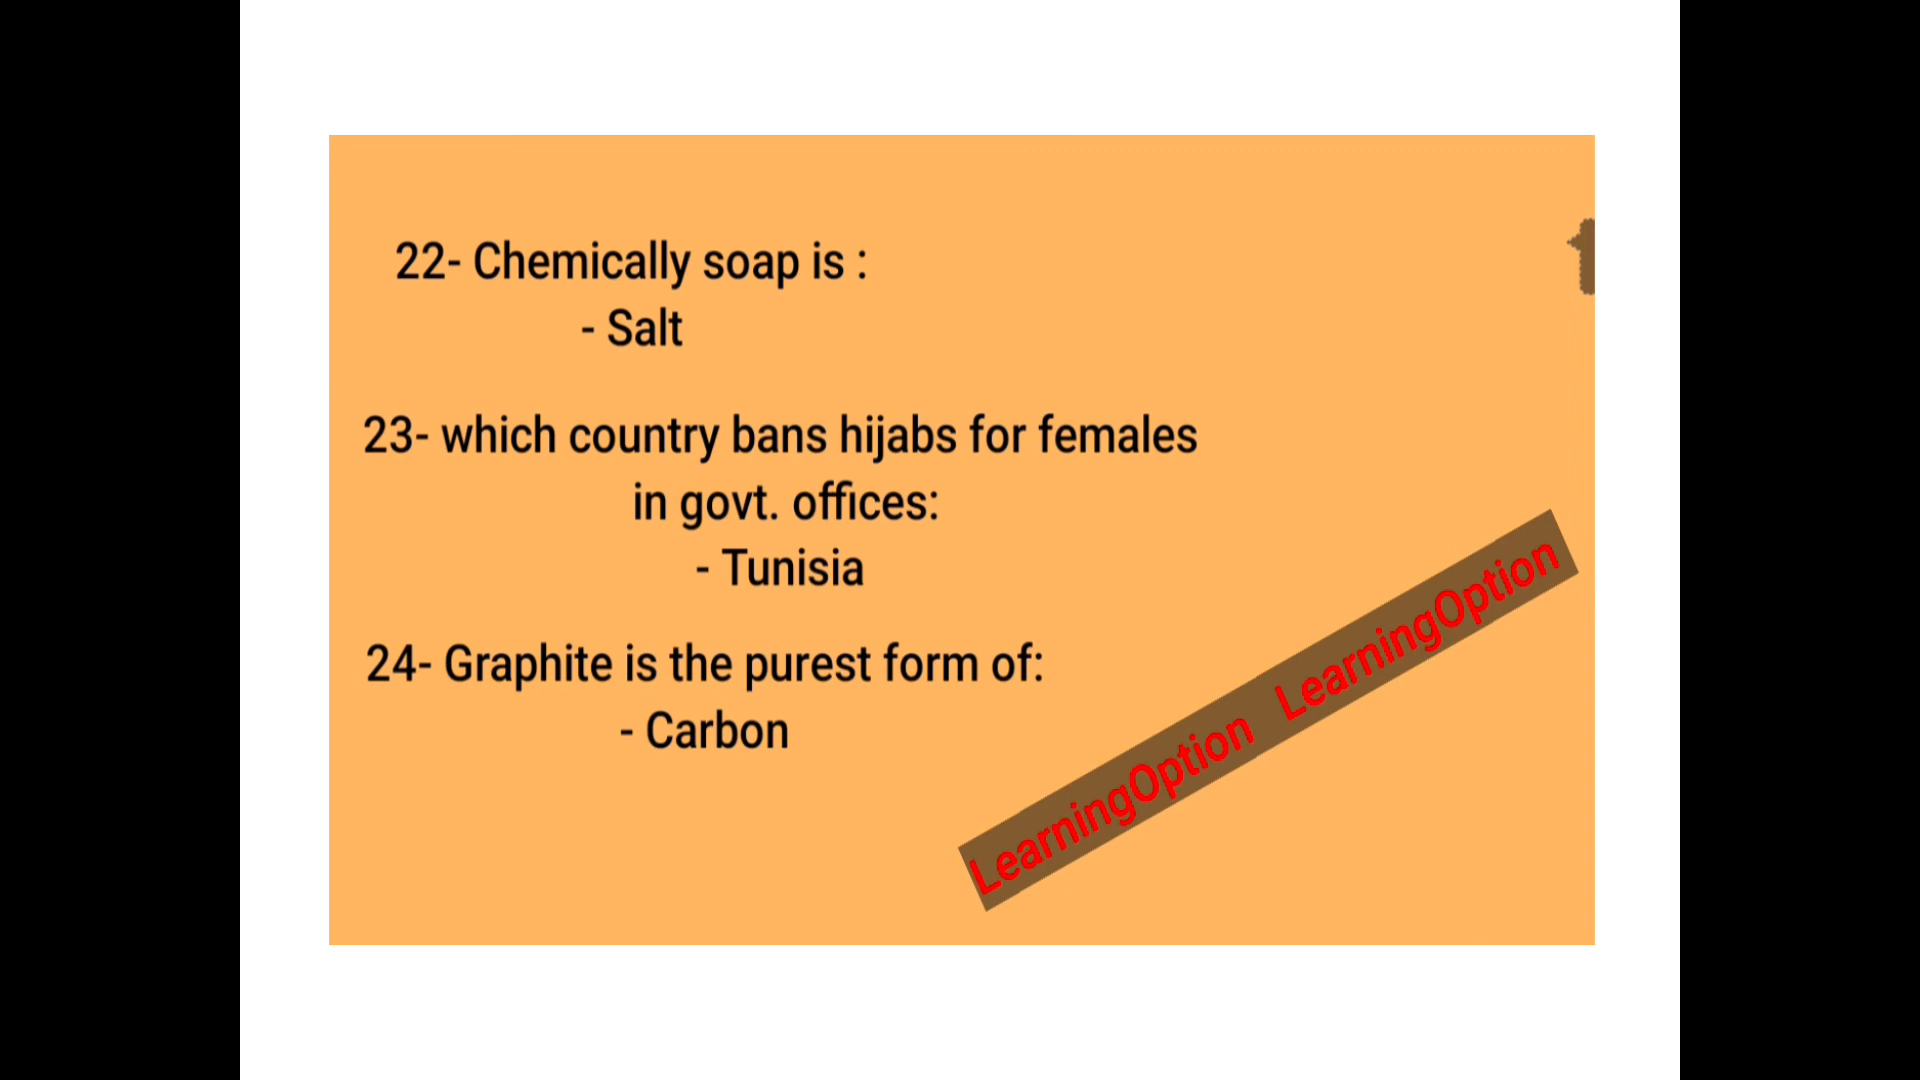 22- Chemically soap is :
- Salt
23- which country bans hijabs for females
in govt. offices:
- Tunisia
24- Graphite is the purest form of:
- Carbon
LearningOption LearningOption